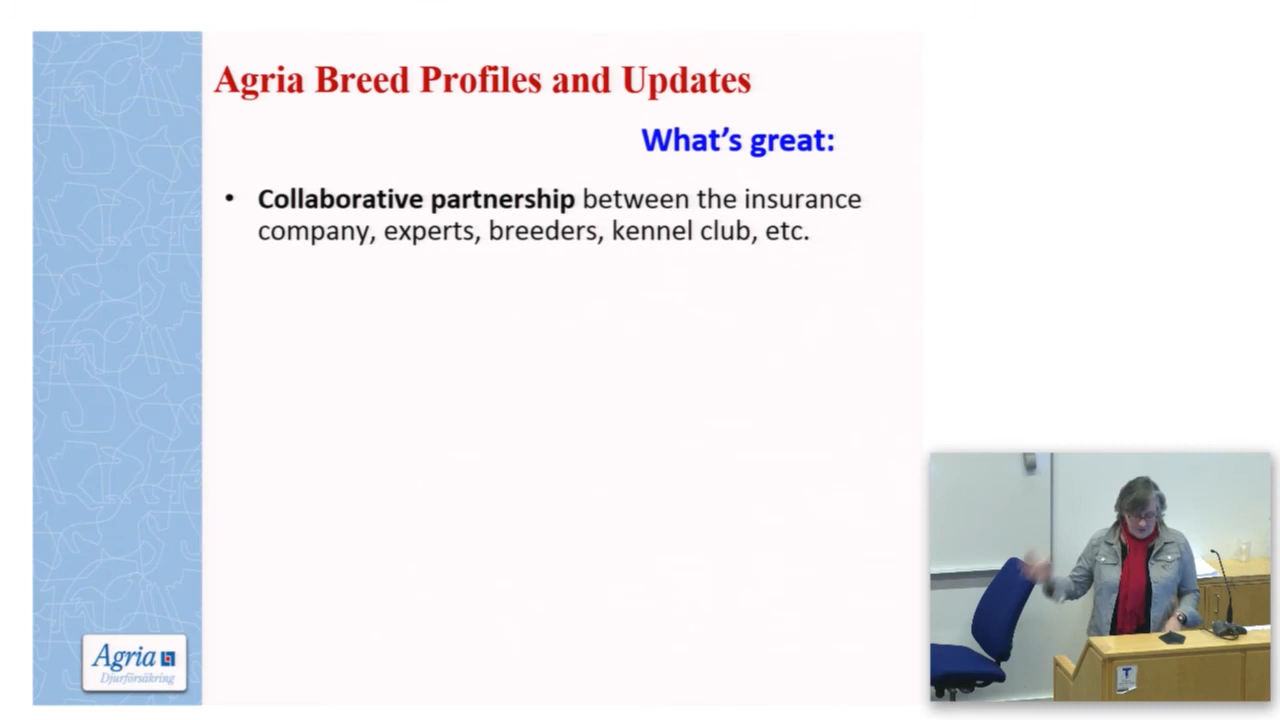 Agria Breed Profiles and Updates
What's great:
• Collaborative partnership between the insurance
company, experts, breeders, kennel club, etc.
Agria
Djurförsäkring
T